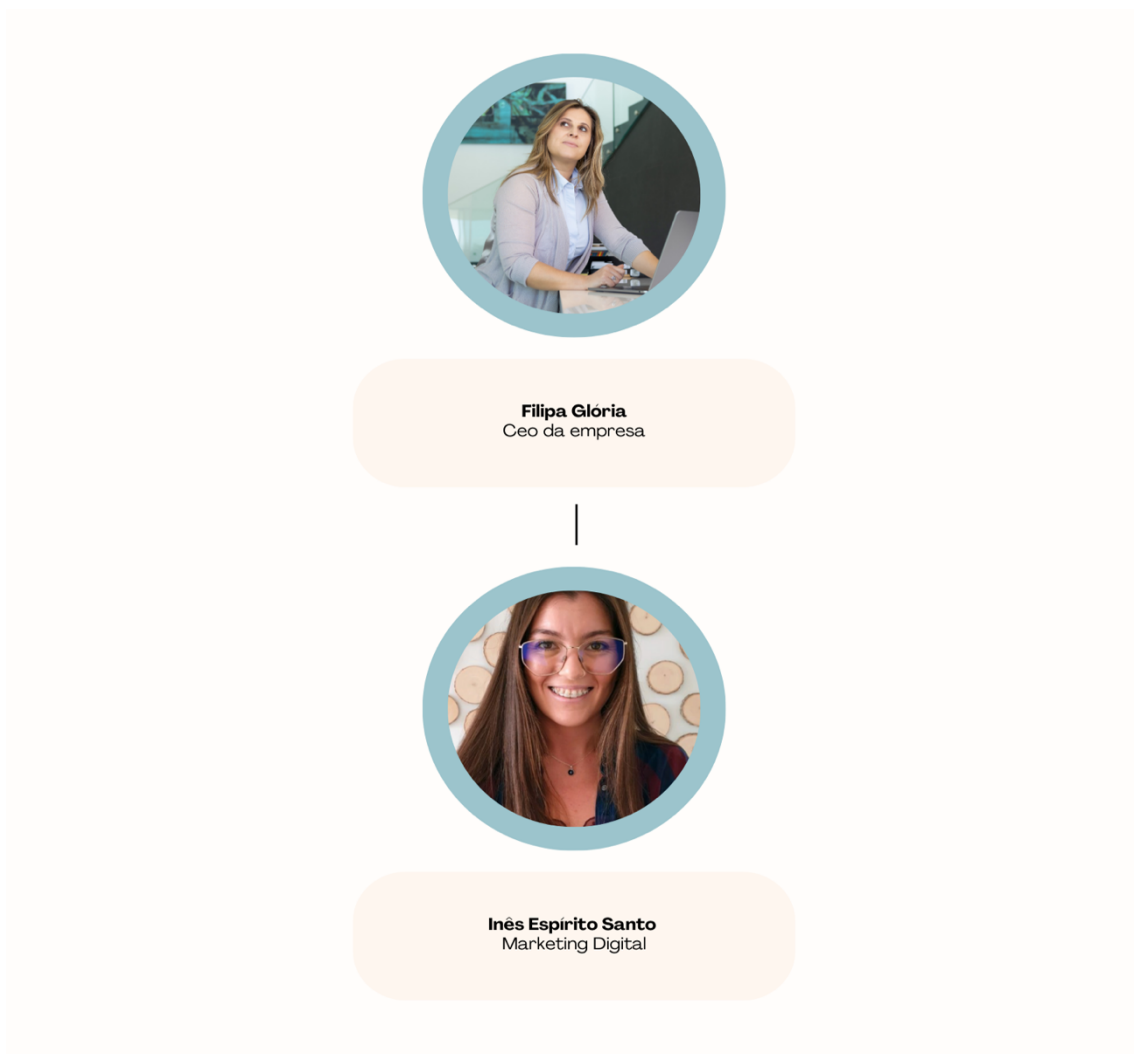 Filipa Glória
Ceo da empresa
Inês Espírito Santo
Marketing Digital